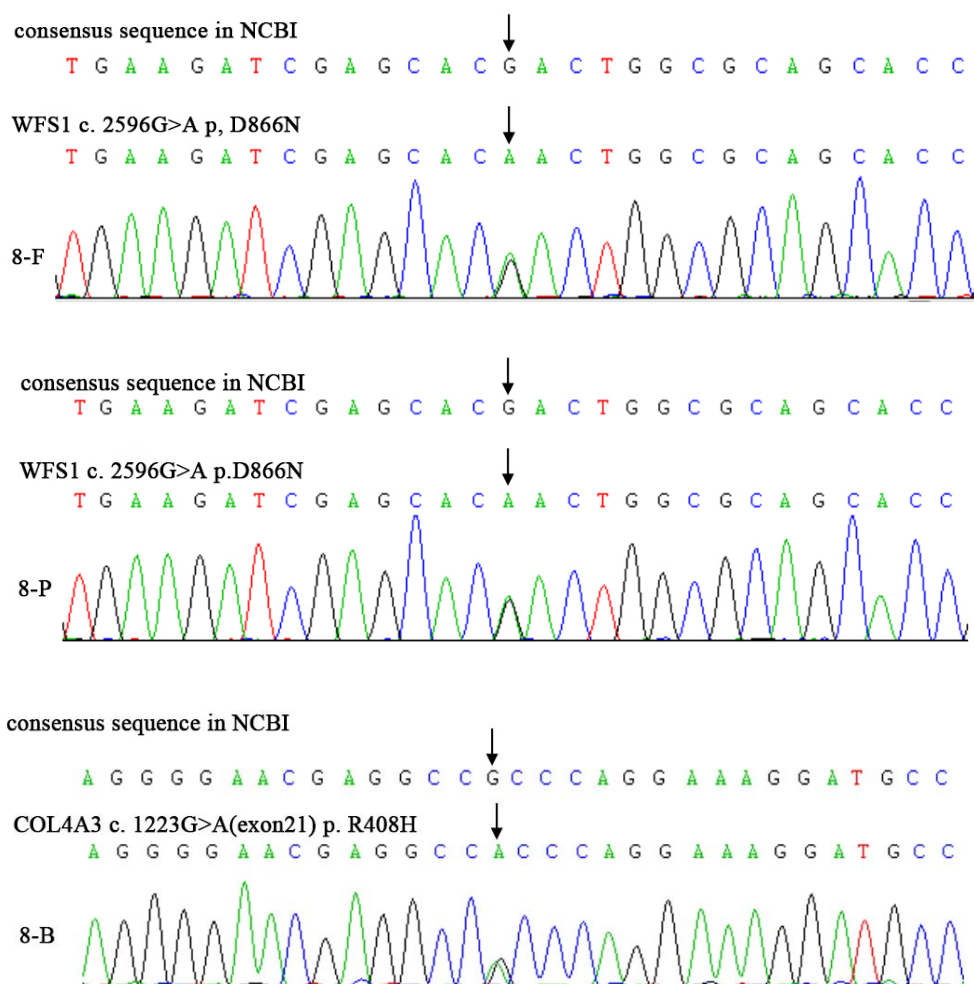 consensus sequence in NCBI
T G A A G A T C G A G C A C G A C T G G C G C A G C A C C
WFS1 c. 2596G>A p, D866N
T G A A G A T C G A G C A C A A C T G G C G C A G C A C C
8-F
consensus sequence in NCBI
T G A A G A T C G A G C A C G A C T G G C G C A G C A C C
WFS1 c. 2596G>A p.D866N
T G A A G A T C G A G C A C A A C T G G C G C A G C A C C
8-P
consensus sequence in NCBI
A G G G G A A C G A G G C C G C C C A G G A A A G G A T G C C
COL4A3 c. 1223G>A(exon21) p. R408H
A G G G G A A C G A G G C C A C C C A G G A A A G G A T G C C
8-B